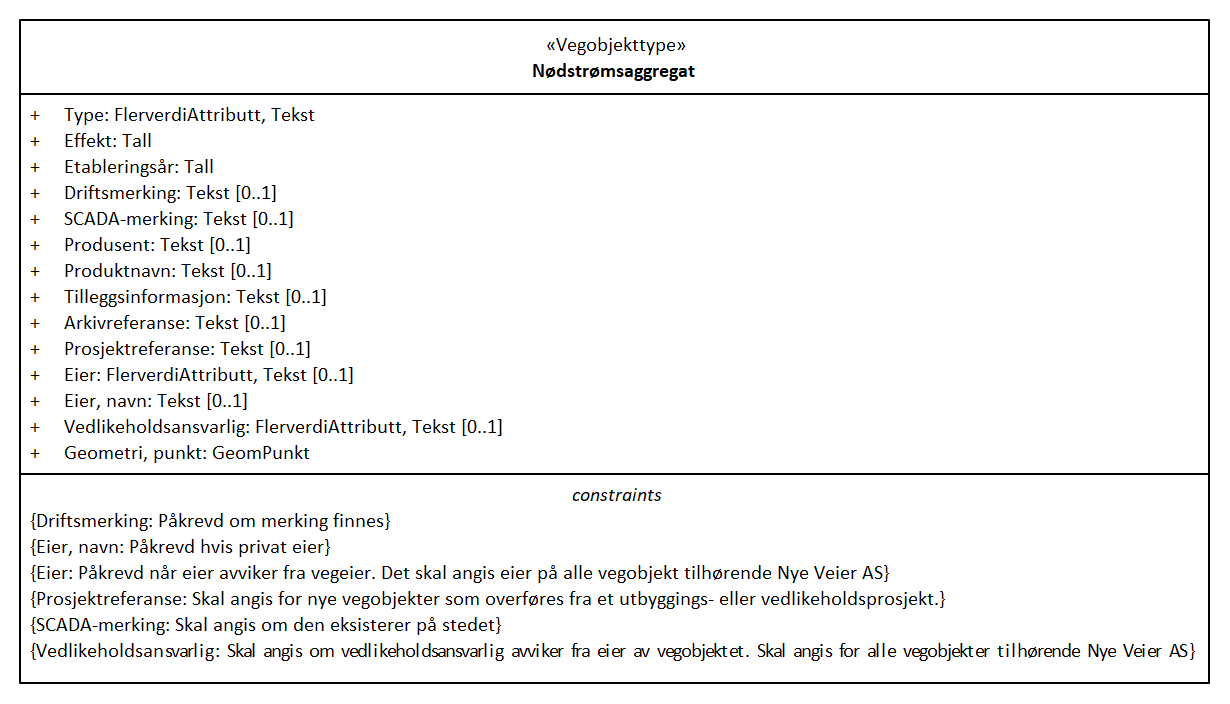 «Vegobjekttype»
Nødstrømsaggregat
+ Type: FlerverdiAttributt, Tekst
+ Effekt: Tall
+ Etableringsår: Tall
+ Driftsmerking: Tekst [0..1]
+ SCADA-merking: Tekst [0..1]
+ Produsent: Tekst [0..1]
+ Produktnavn: Tekst [0..1]
+ Tilleggsinformasjon: Tekst [0..1]
+ Arkivreferanse: Tekst [0..1]
+ Prosjektreferanse: Tekst [0..1]
+ Eier: FlerverdiAttributt, Tekst [0..1]
+ Eier, navn: Tekst [0..1]
+ Vedlikeholdsansvarlig: FlerverdiAttributt, Tekst [0..1]
+ Geometri, punkt: GeomPunkt
constraints
{Driftsmerking: Påkrevd om merking finnes}
{Eier, navn: Påkrevd hvis privat eier}
{Eier: Påkrevd når eier avviker fra vegeier. Det skal angis eier på alle vegobjekt tilhørende Nye Veier AS}
{Prosjektreferanse: Skal angis for nye vegobjekter som overføres fra et utbyggings- eller vedlikeholdsprosjekt.}
{SCADA-merking: Skal angis om den eksisterer på stedet}
{Vedlikeholdsansvarlig: Skal angis om vedlikeholdsansvarlig avviker fra eier av vegobjektet. Skal angis for alle vegobjekter tilhørende Nye Veier AS}